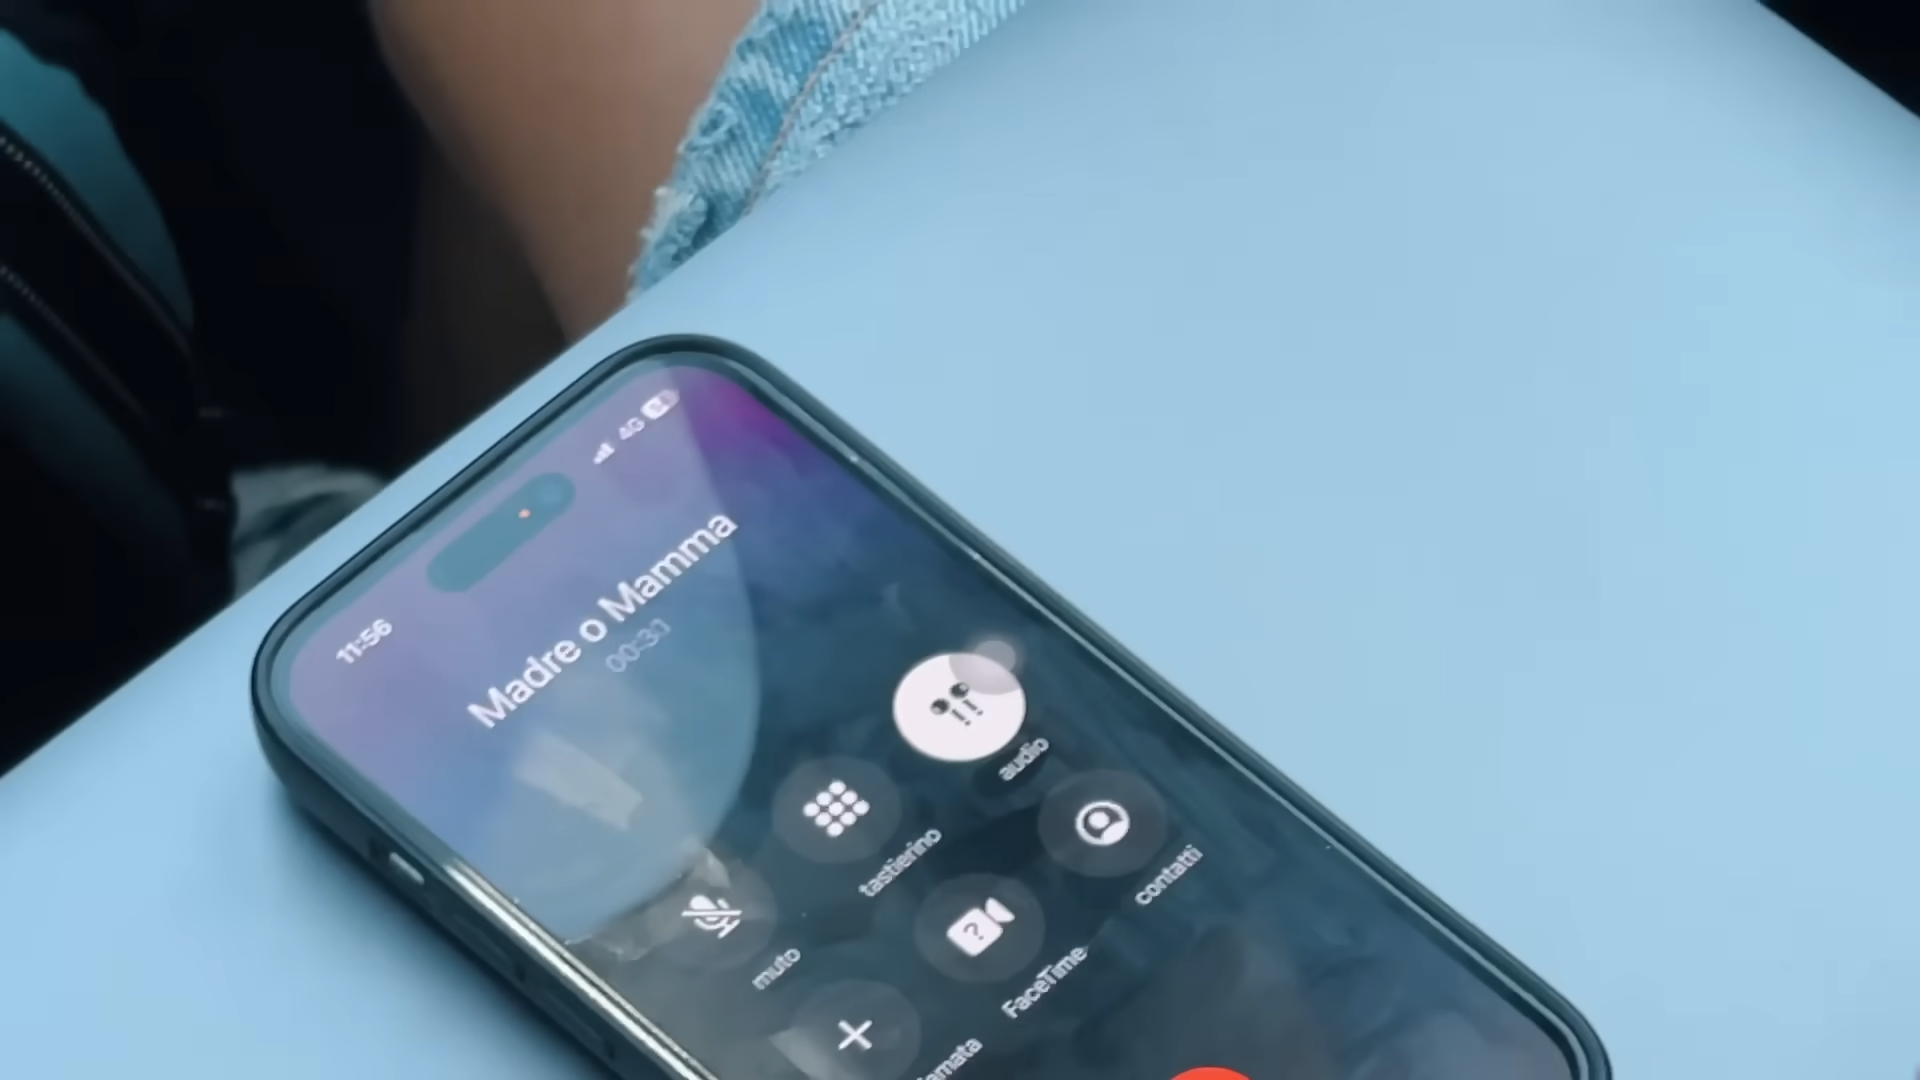 11:56
4G
Madre o Mamma
00:31
audio
tastierino
muto
contatti
FaceTime